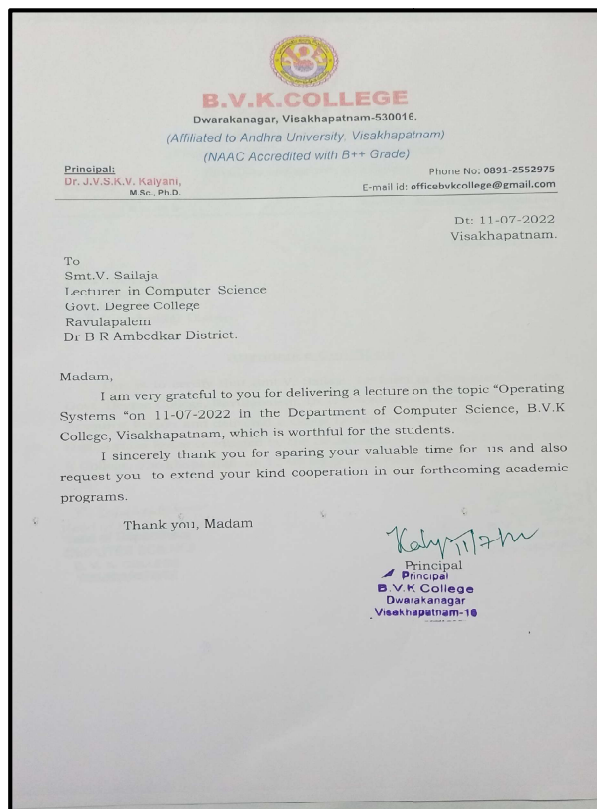 B.V.K.COLLEGE
Dwarakanagar, Visakhapatnam-530016.
(Affiliated to Andhra University, Visakhapatnam)
(NAAC Accredited with B++ Grade)
Principal:
Dr. J.V.S.K.V. Kalyani,
M.Sc., Ph.D.
Phone No: 0891-2552975
E-mail id: officebvkcollege@gmail.com
Dt: 11-07-2022
Visakhapatnam.
To
Smt.V. Sailaja
Lecturer in Computer Science
Govt. Degree College
Ravulapalem
Dr B R Ambedkar District.
Madam,
I am very grateful to you for delivering a lecture on the topic “Operating
Systems “on 11-07-2022 in the Department of Computer Science, B.V.K
College, Visakhapatnam, which is worthful for the students.
I sincerely thank you for sparing your valuable time for us and also
request you to extend your kind cooperation in our forthcoming academic
programs.
Thank you, Madam
Principal
Principal
B.V.K College
Dwarakanagar
Visakhapatnam-16